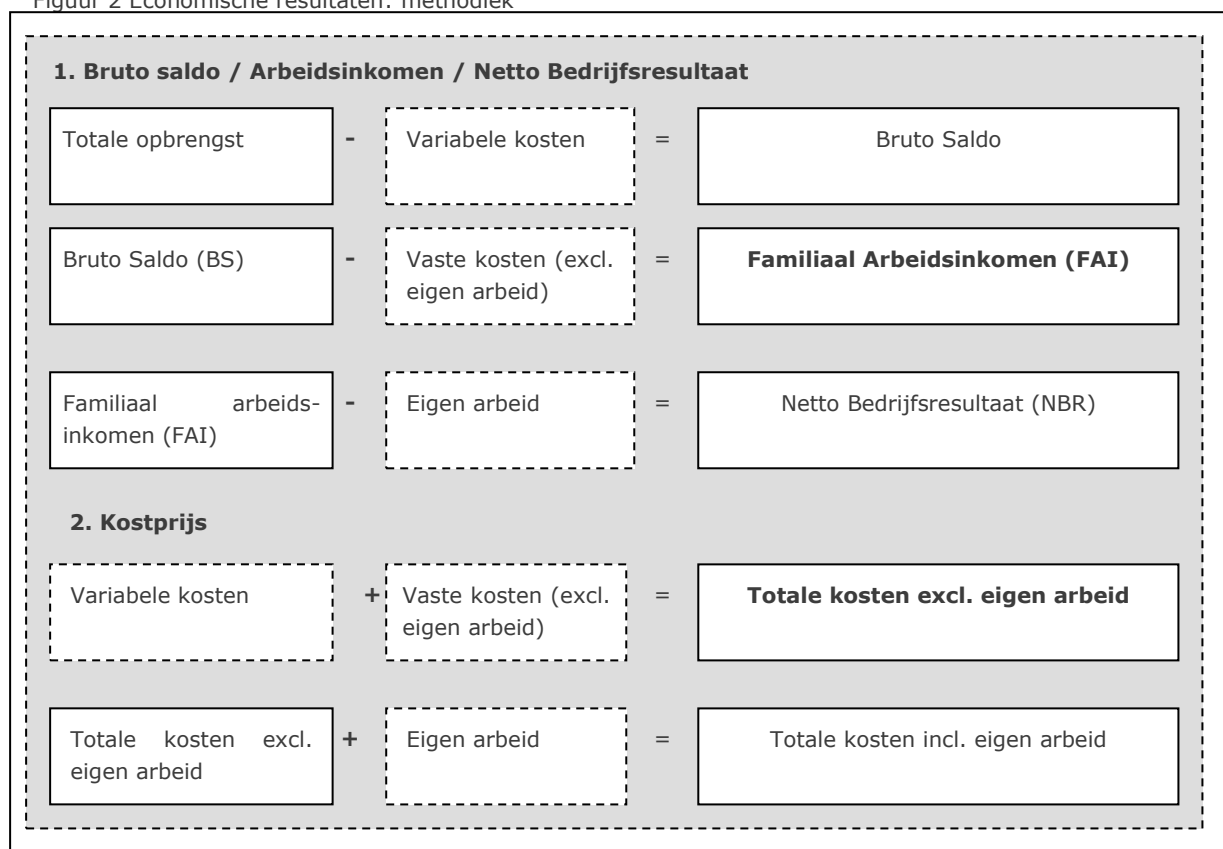 Figuur 2 Economische resultaten: methodiek
1. Bruto saldo / Arbeidsinkomen / Netto Bedrijfsresultaat
Totale opbrengst - Variabele kosten = Bruto Saldo
Bruto Saldo (BS) - Vaste kosten (excl. = Familiaal Arbeidsinkomen (FAI)
eigen arbeid)
Familiaal arbeids- - Eigen arbeid = Netto Bedrijfsresultaat (NBR)
inkomen (FAI)
2. Kostprijs
Variabele kosten + Vaste kosten (excl. = Totale kosten excl. eigen arbeid
eigen arbeid)
Totale kosten excl. + Eigen arbeid = Totale kosten incl. eigen arbeid
eigen arbeid